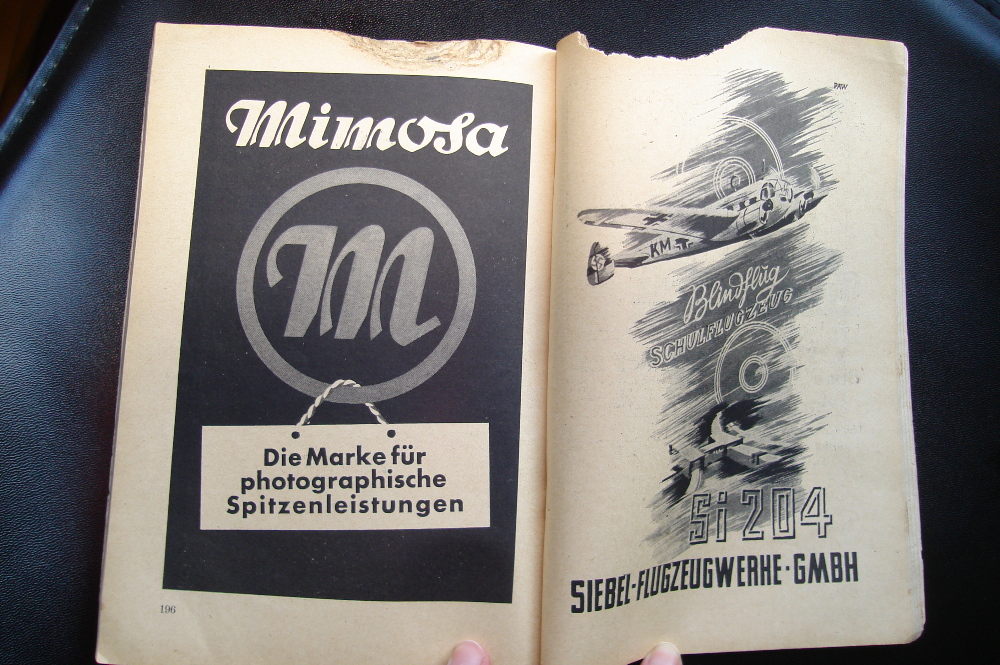 Mimosa
M
Die Marke für
photographische
Spitzenleistungen
196
KM
Blindflug
SCHULFLUGZEUG
Si 204
SIEBEL-FLUGZEUGWERKE·GMBH